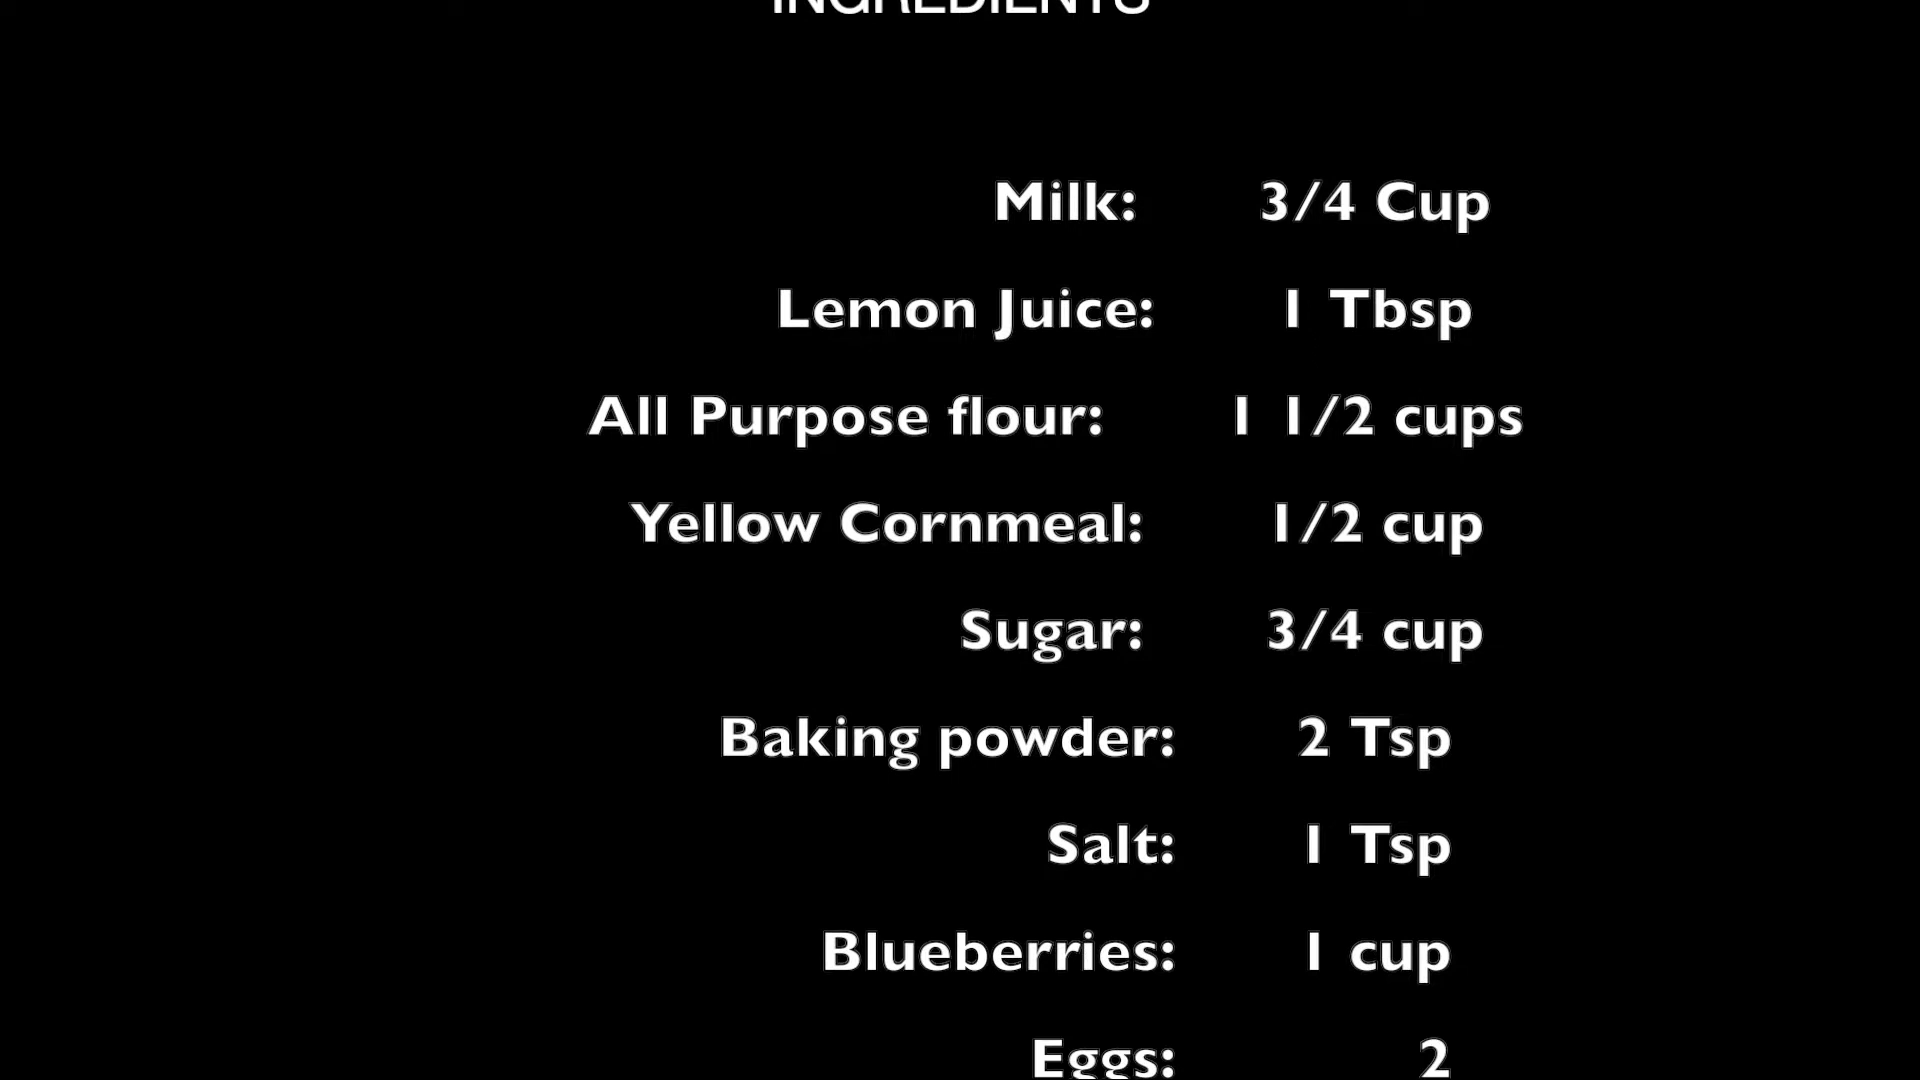 INGREDIENTS
Milk: 3/4 Cup
Lemon Juice: 1 Tbsp
All Purpose flour: 1 1/2 cups
Yellow Cornmeal: 1/2 cup
Sugar: 3/4 cup
Baking powder: 2 Tsp
Salt: 1 Tsp
Blueberries: 1 cup
Eggs: 2